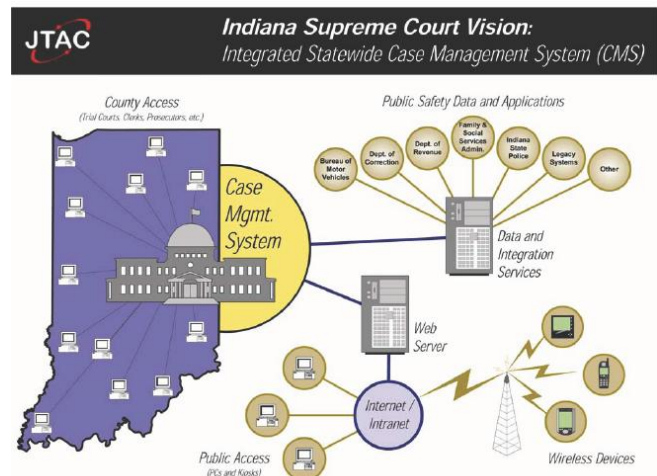 JTAC
Indiana Supreme Court Vision:
Integrated Statewide Case Management System (CMS)
County Access
(Trial Courts, Clerks, Prosecutors, etc.)
Public Safety Data and Applications
Bureau of
Motor
Vehicles
Dept. of
Correction
Dept. of
Revenue
Family &
Social
Services
Admin.
Indiana
State
Police
Legacy
Systems
Other
Case
Mgmt.
System
Data and
Integration
Services
Web
Server
Internet /
Intranet
Public Access
(PCs and Kiosks)
Wireless Devices